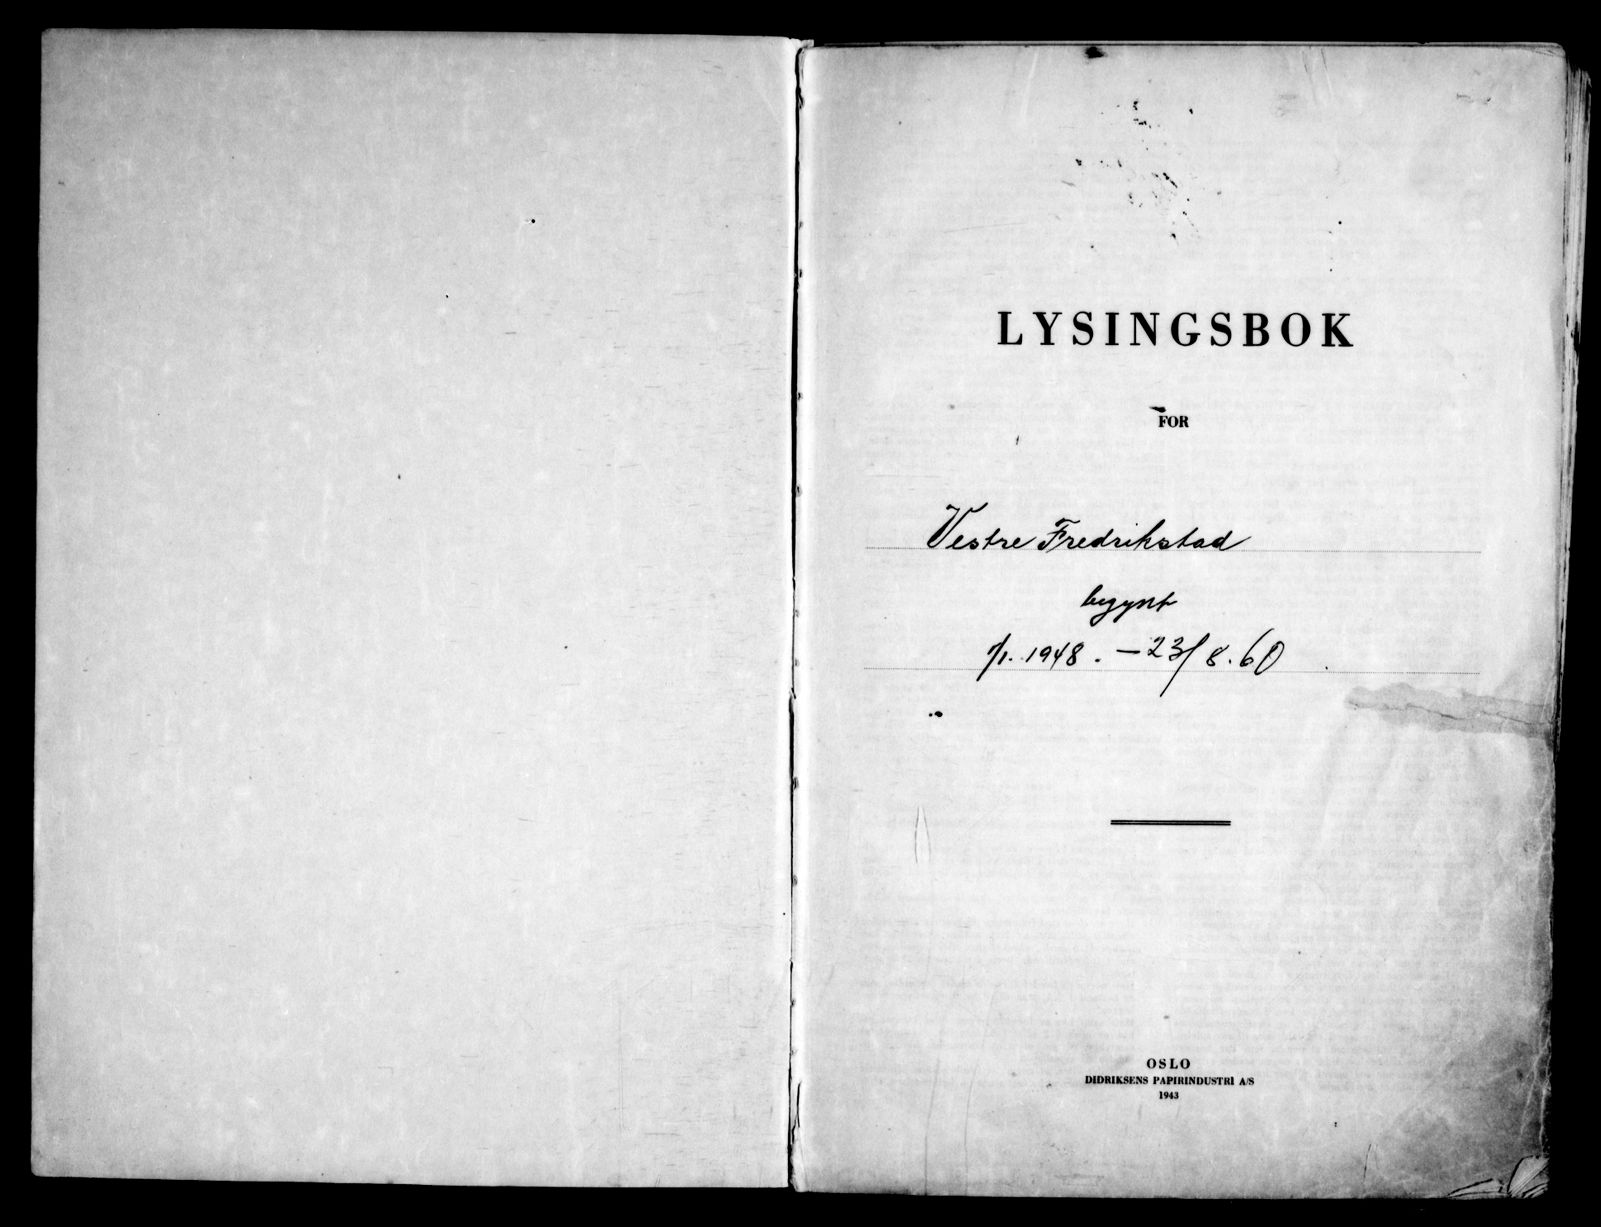 LYSINGSBOK
FOR
Vestre Fredrikstad
begynt
1/1. 1948. – 23/8. 60
OSLO
DIDRIKSENS PAPIRINDUSTRI A/S
1943